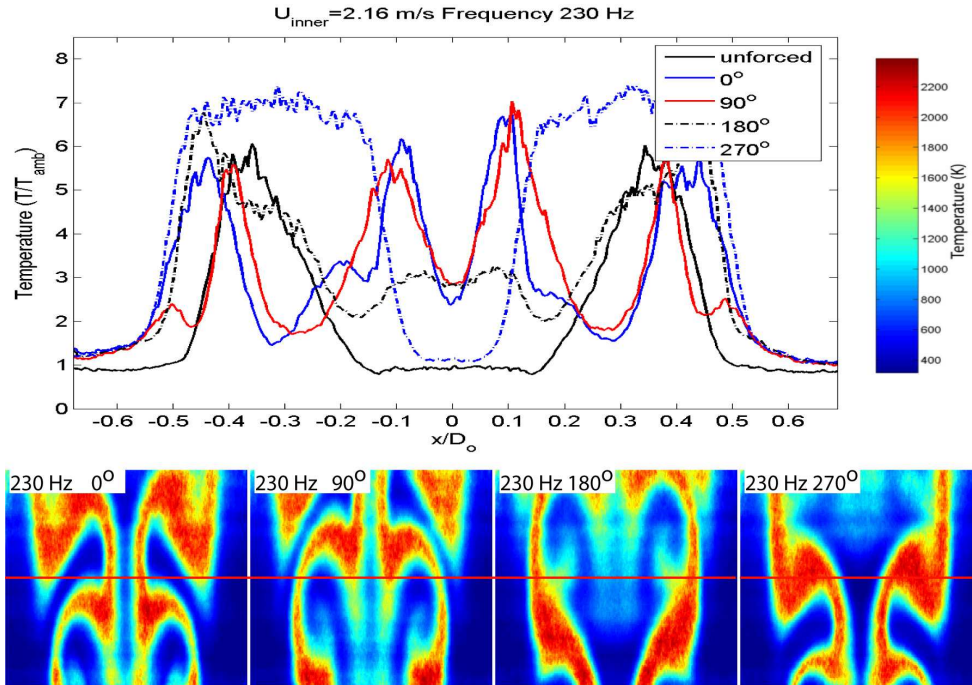 U_inner=2.16 m/s Frequency 230 Hz
8
7
6
5
4
3
2
1
0
Temperature (T/T_amb)
unforced
0°
90°
180°
270°
-0.6 -0.5 -0.4 -0.3 -0.2 -0.1 0 0.1 0.2 0.3 0.4 0.5 0.6
x/D_o
2200
2000
1800
1600
1400
1200
1000
800
600
400
Temperature (K)
230 Hz 0°
230 Hz 90°
230 Hz 180°
230 Hz 270°